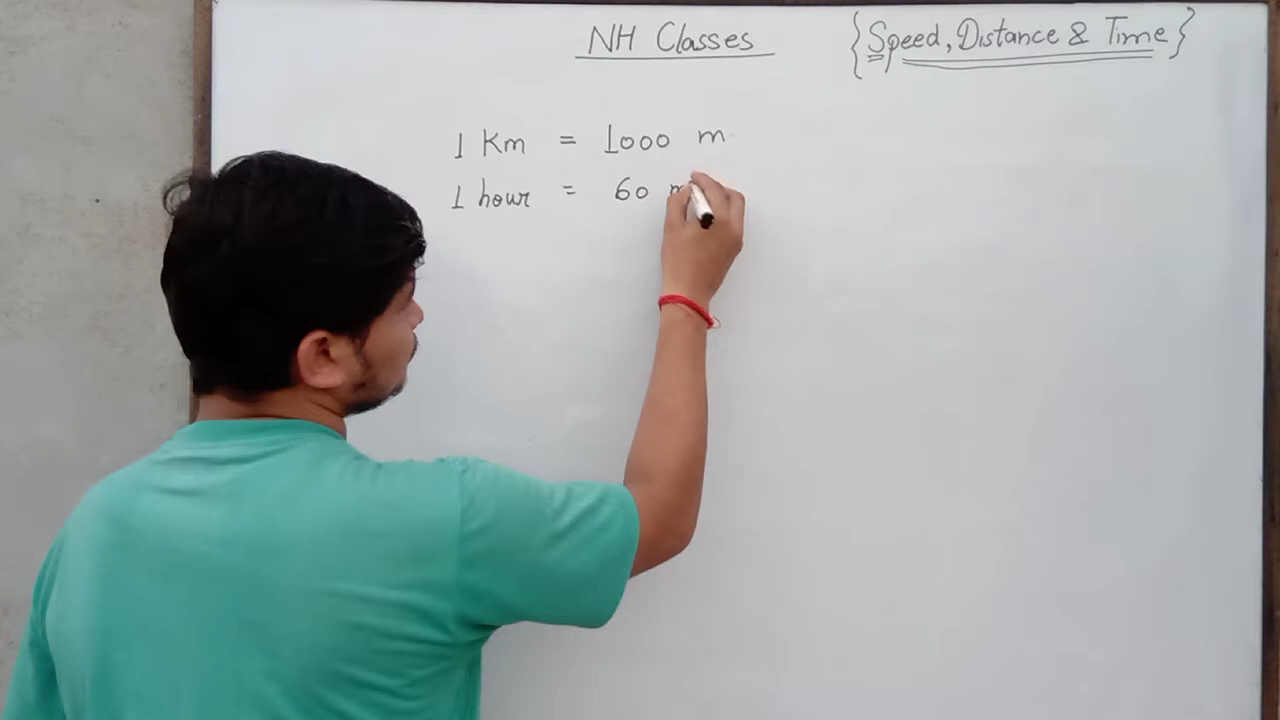 NH Classes {Speed, Distance & Time}
1 Km = 1000 m
1 hour = 60